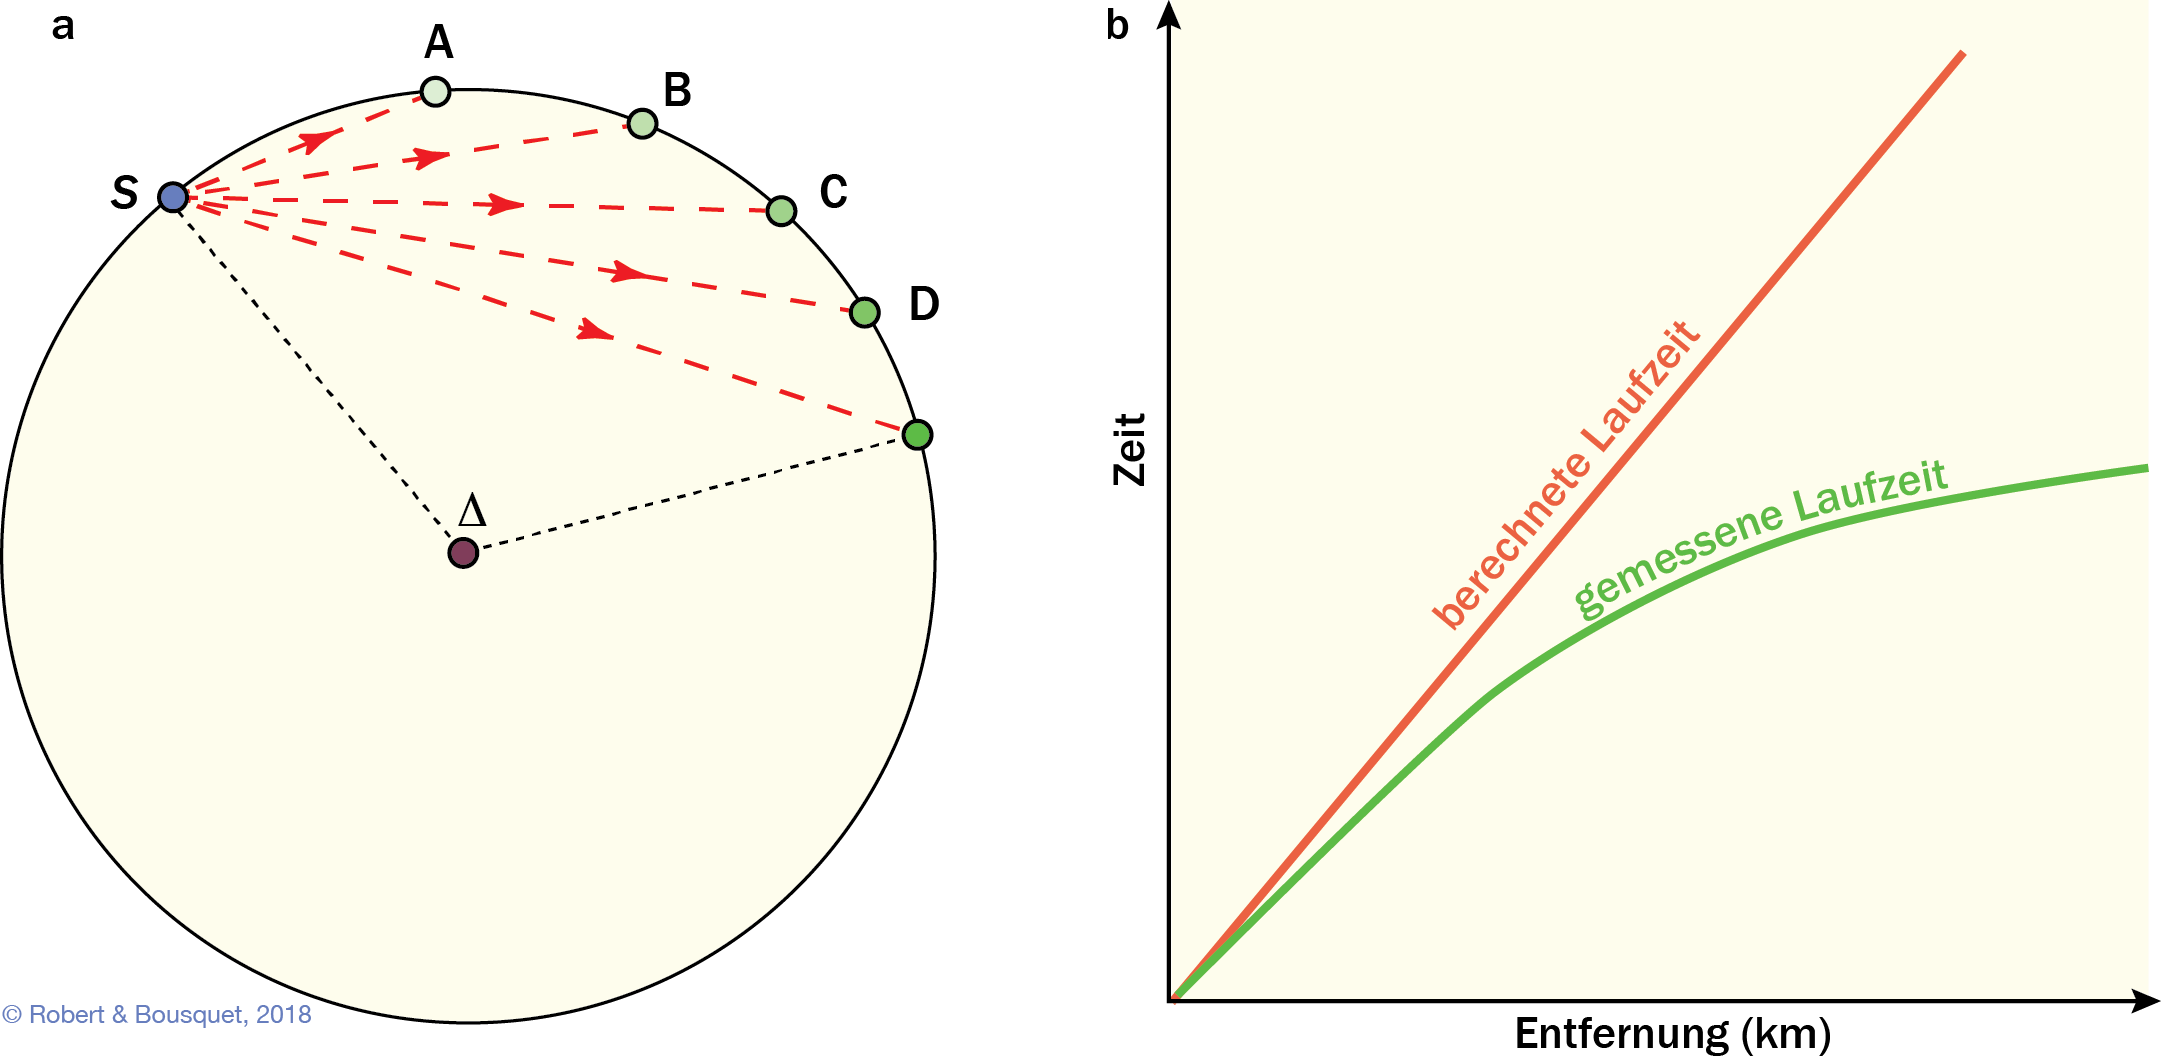 a
A
B
S
C
D
Δ
© Robert & Bousquet, 2018
b
Zeit
berechnete Laufzeit
gemessene Laufzeit
Entfernung (km)